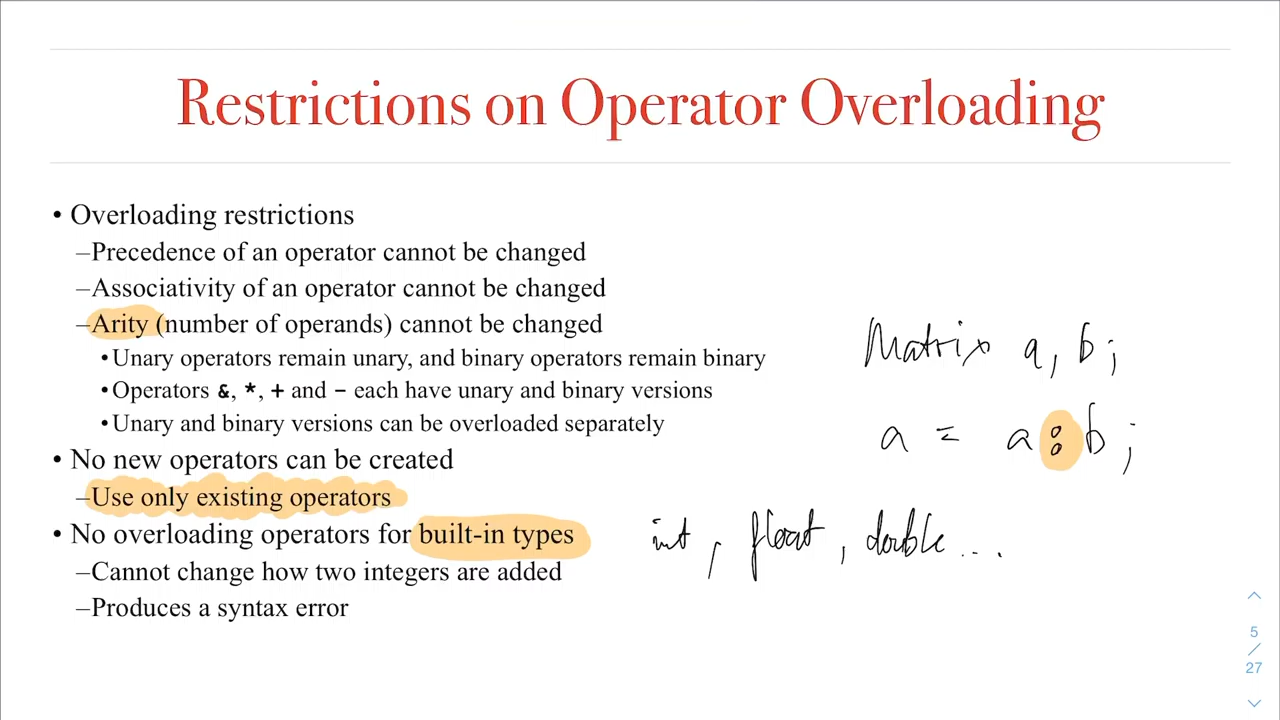 Restrictions on Operator Overloading
• Overloading restrictions
–Precedence of an operator cannot be changed
–Associativity of an operator cannot be changed
–Arity (number of operands) cannot be changed
•Unary operators remain unary, and binary operators remain binary
•Operators &, *, + and - each have unary and binary versions
•Unary and binary versions can be overloaded separately
• No new operators can be created
–Use only existing operators
• No overloading operators for built-in types
–Cannot change how two integers are added
–Produces a syntax error
Matrix a, b;
a = a : b;
int, float, double...
5
/
27